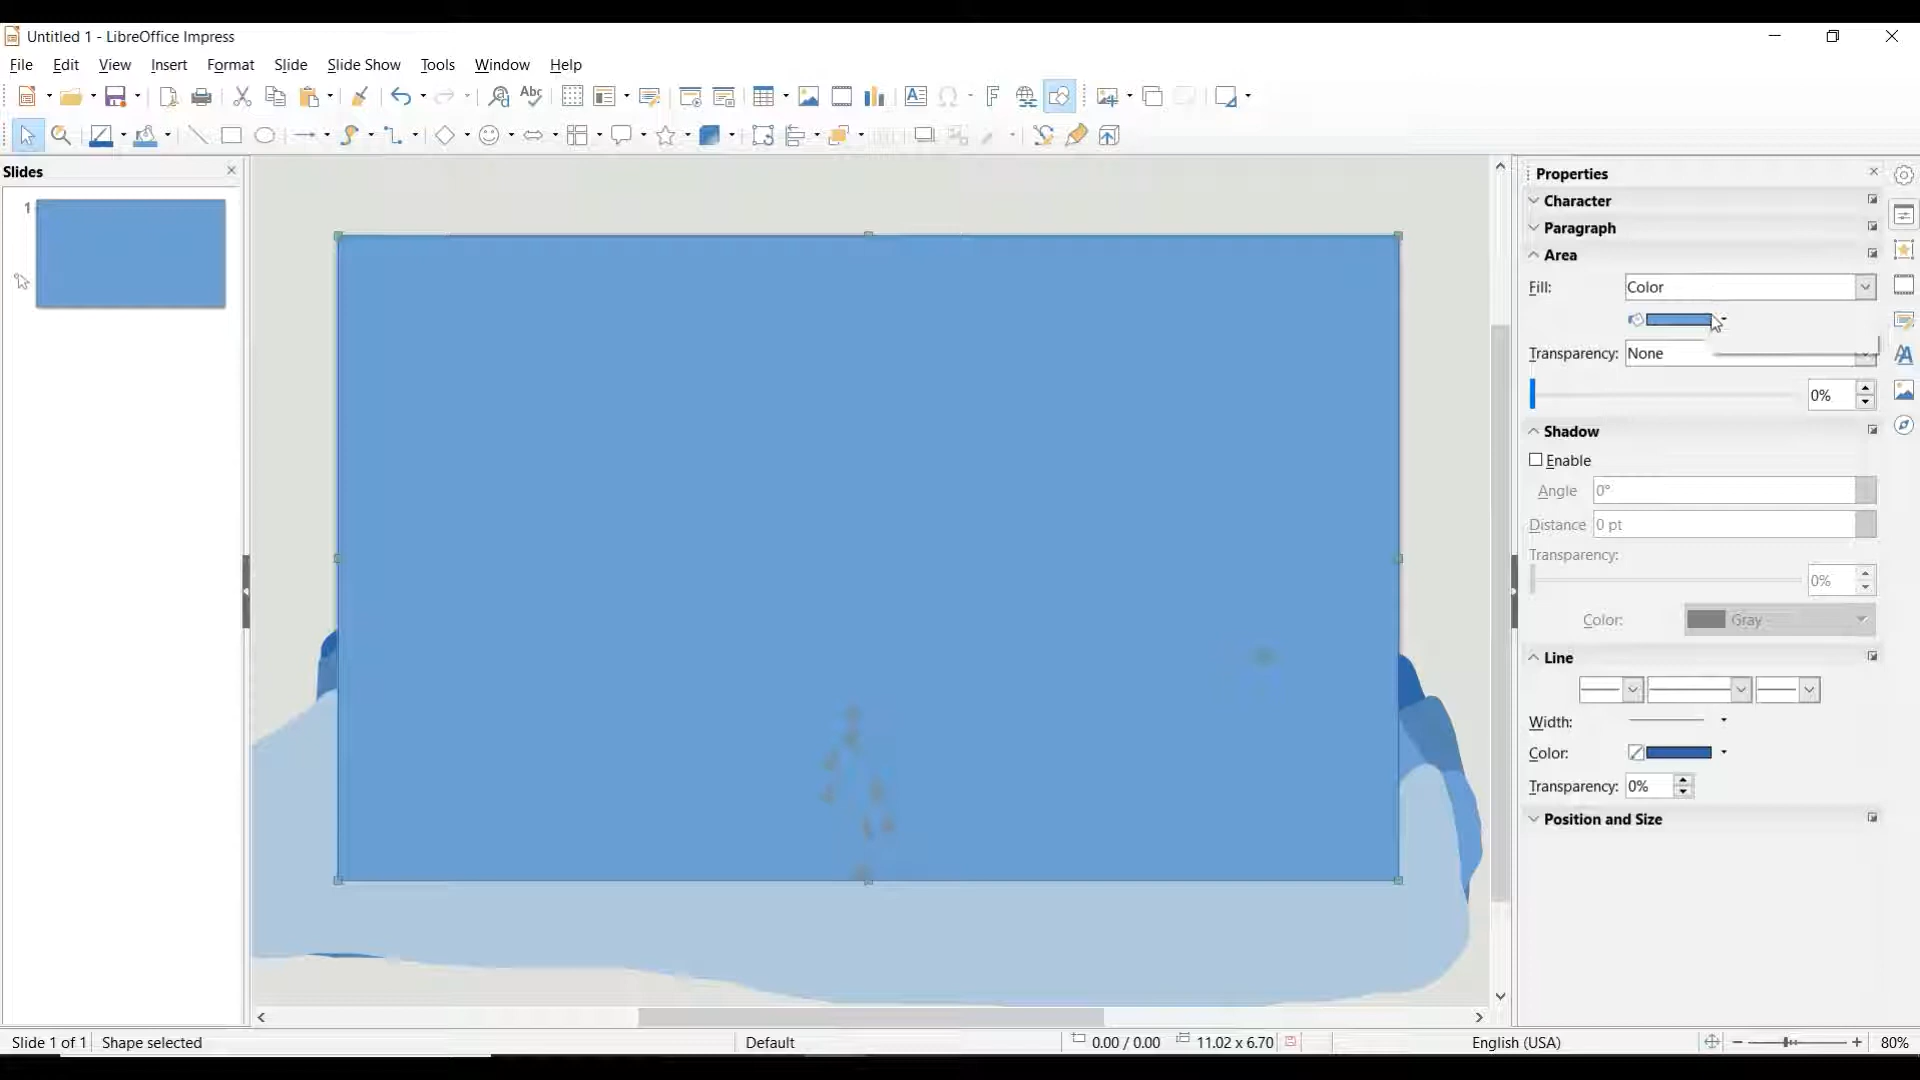 Untitled 1 - LibreOffice Impress
File Edit View Insert Format Slide Slide Show Tools Window Help
Slides
1
Properties
Character
Paragraph
Area
Fill: Color
Transparency: None
0%
Shadow
Enable
Angle 0°
Distance 0 pt
Transparency:
0%
Color: Gray
Line
Width:
Color:
Transparency: 0%
Position and Size
Slide 1 of 1 Shape selected Default 0.00 / 0.00 11.02 x 6.70 English (USA) 80%